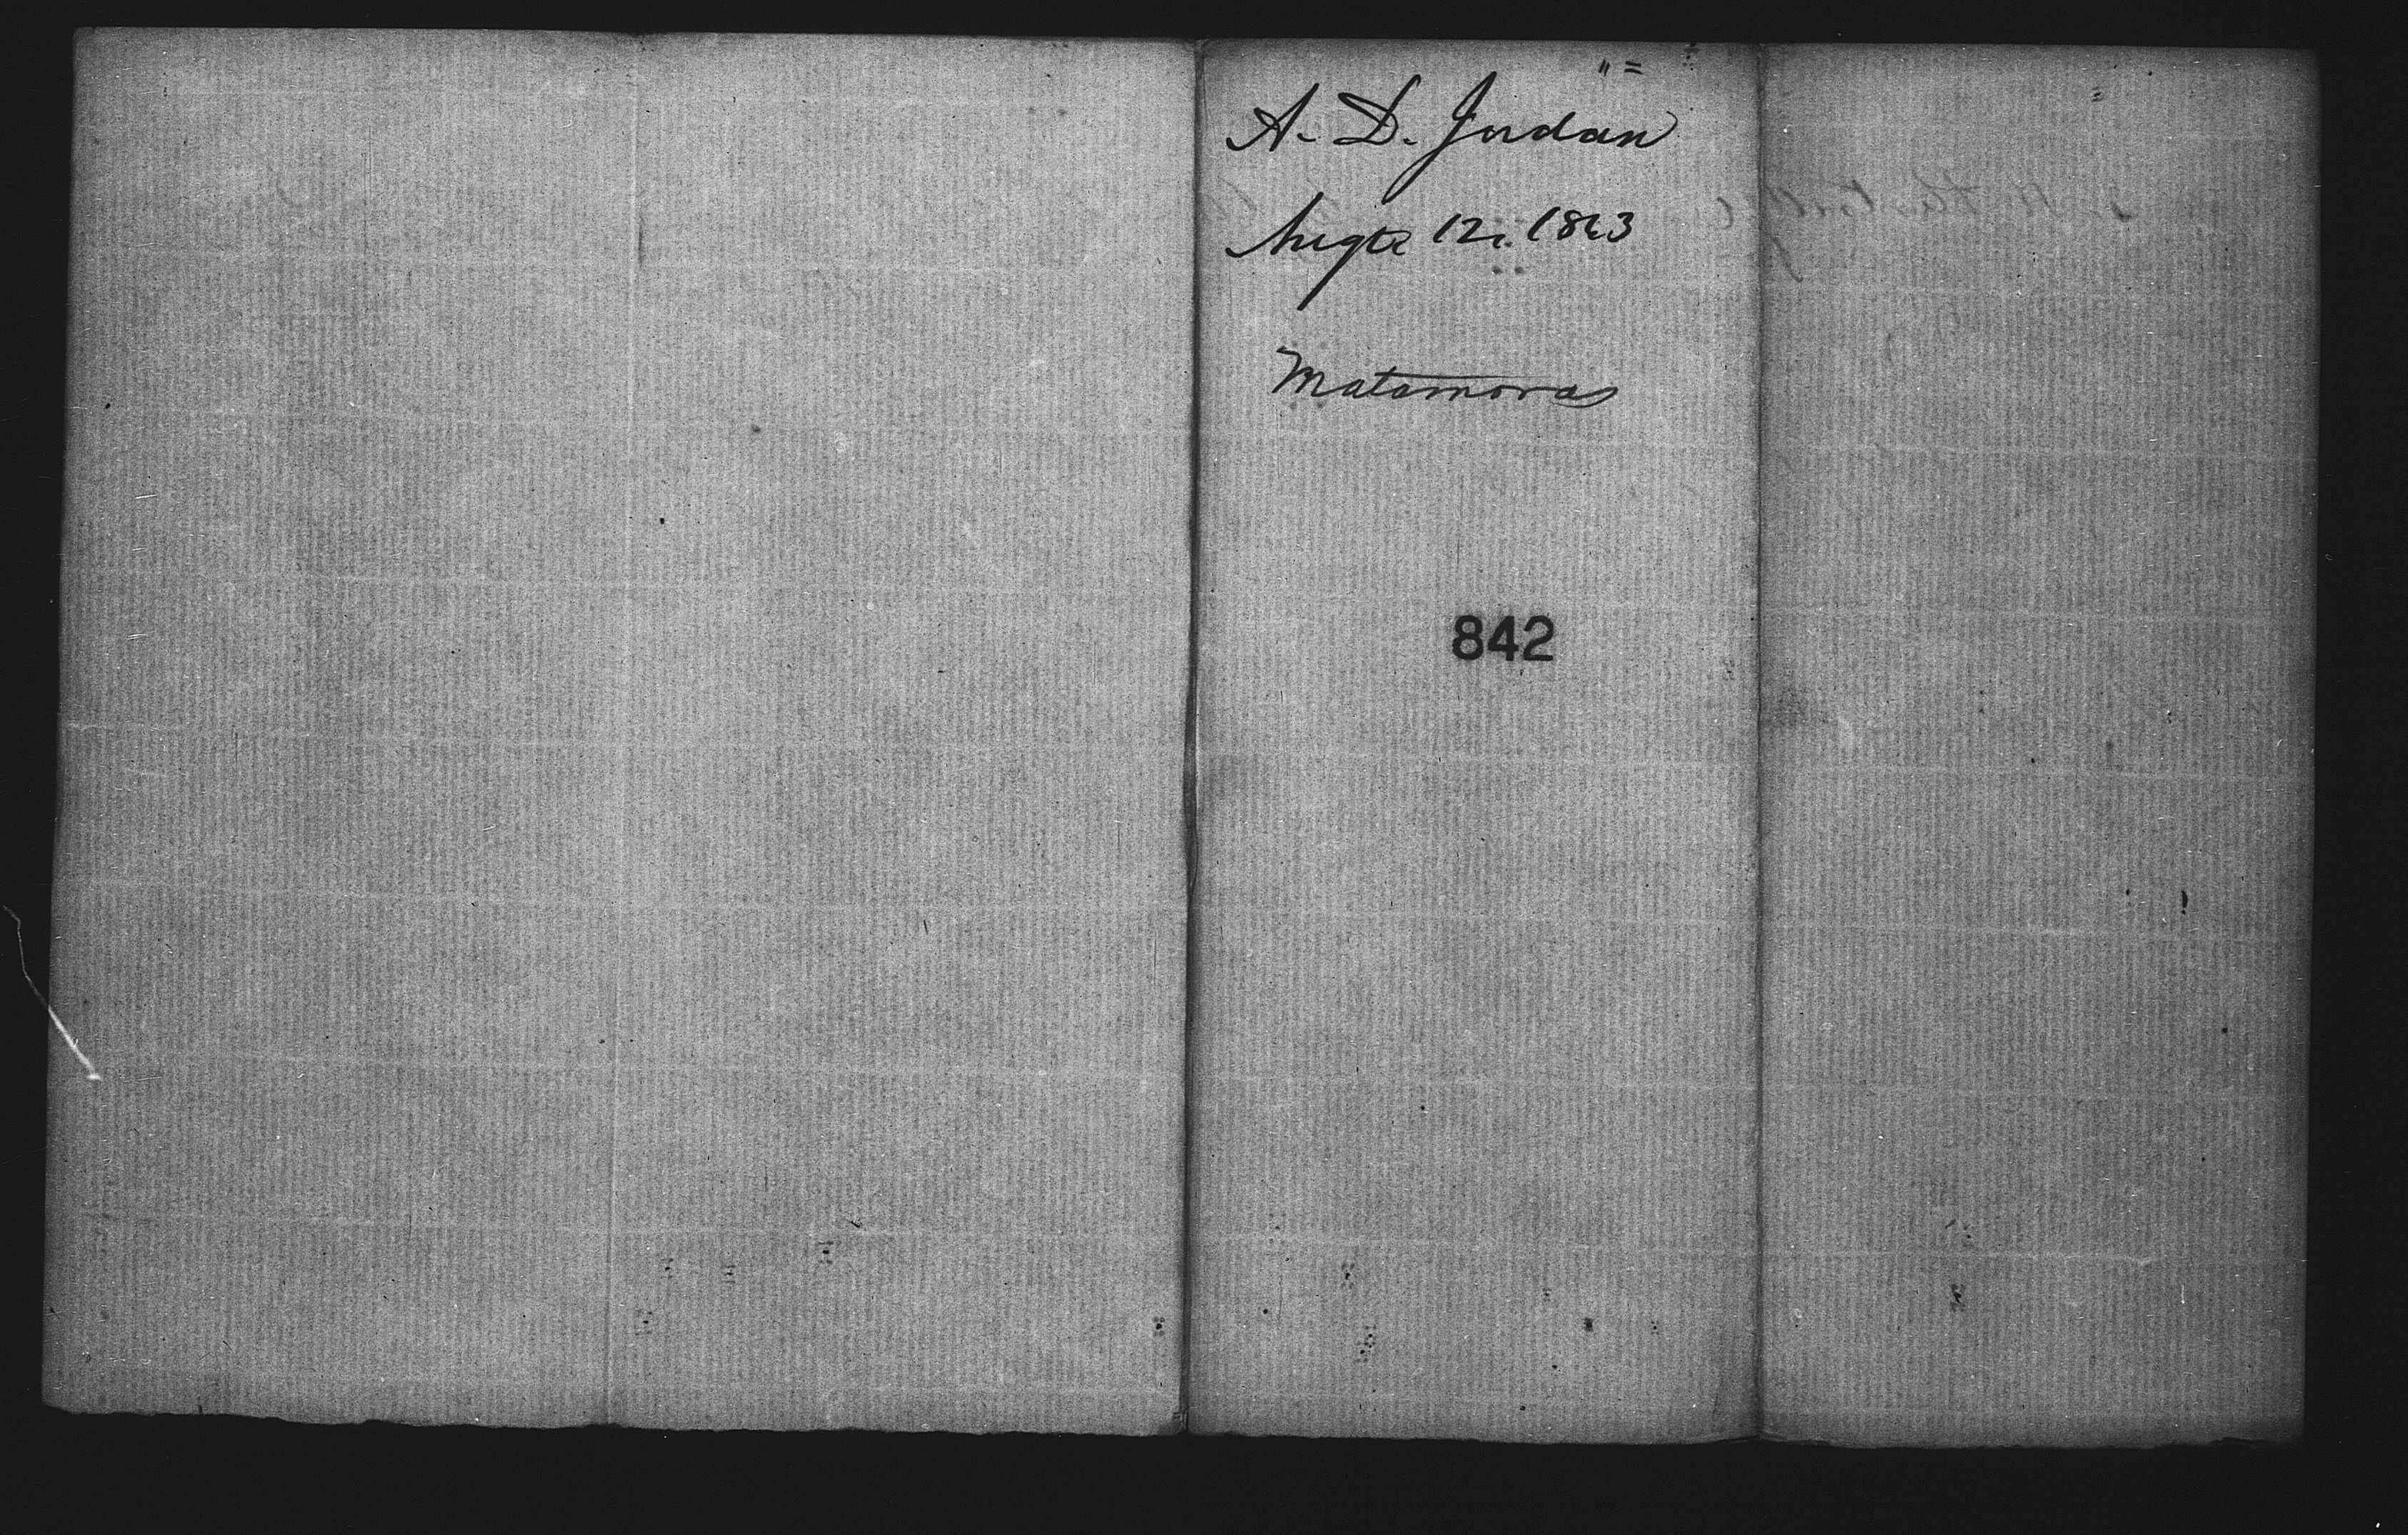 A. D. Jordan
Augt 12, 1863
Matamoras
842